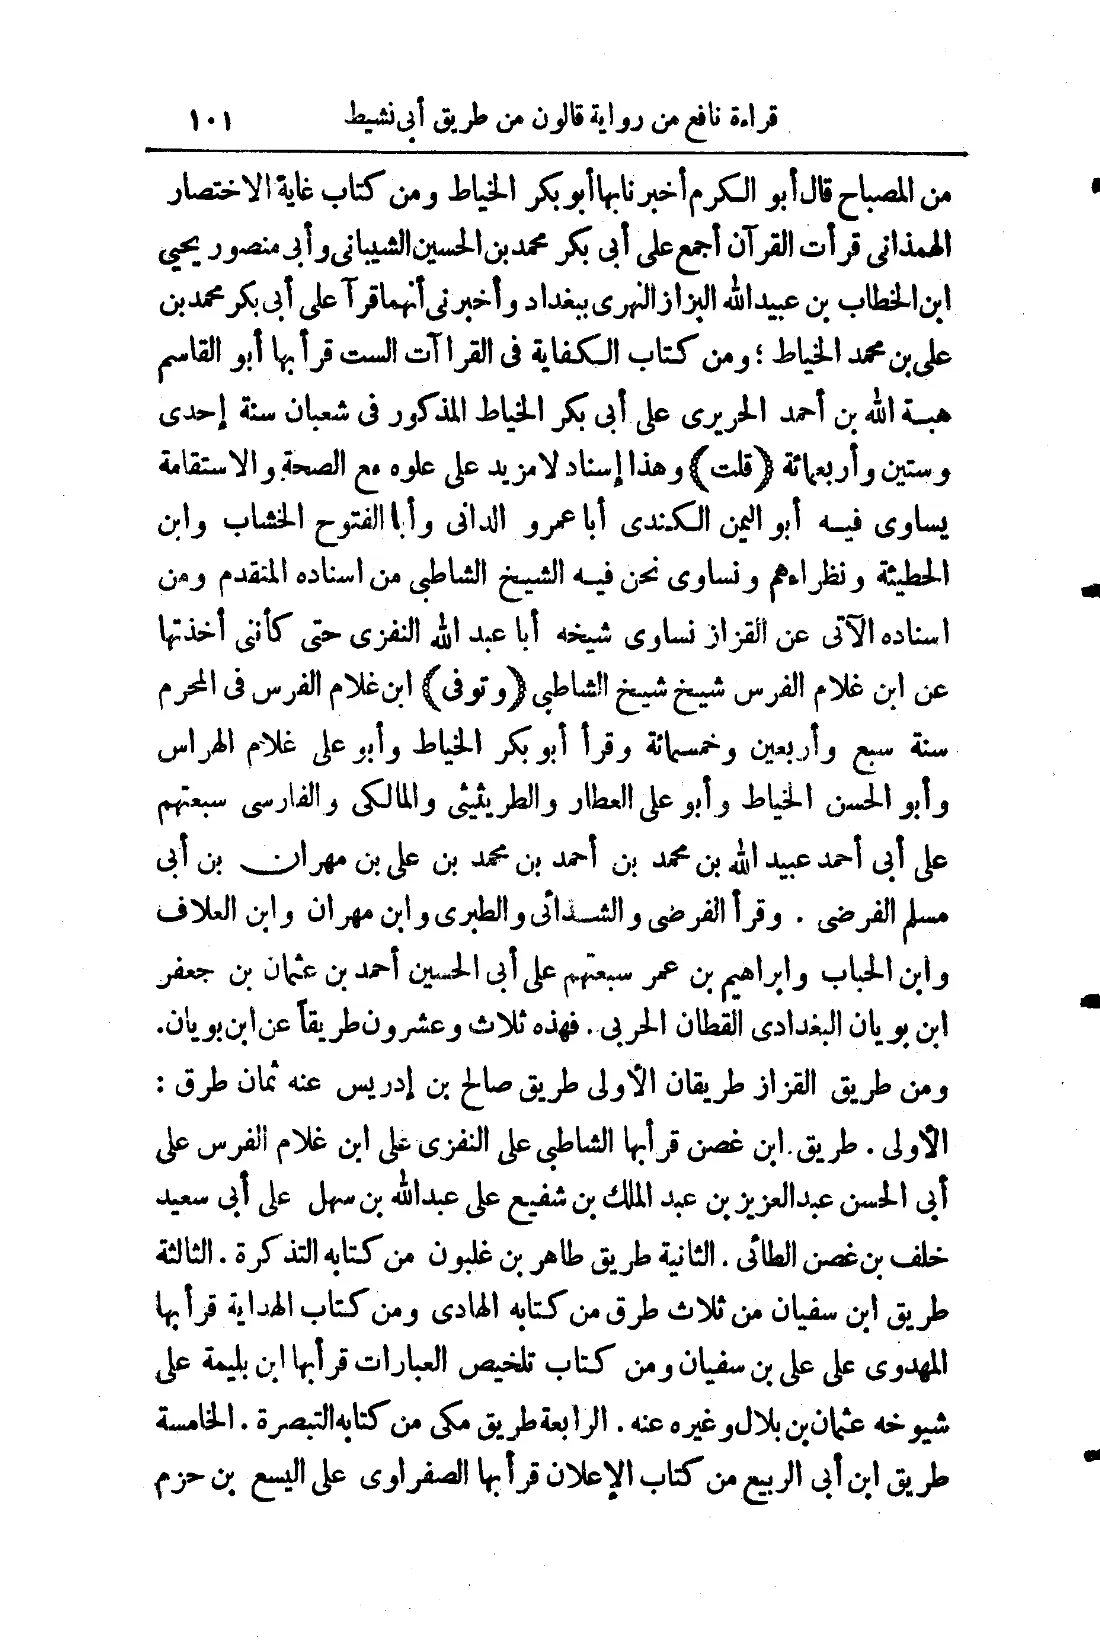 قراءة نافع من رواية قالون من طريق أبى نشيط ١٠١
من المصباح قال أبو الكرم أخبرنا بها أبو بكر الخياط ومن كتاب غاية الاختصار
الهمذانى قرأت القرآن أجمع على أبى بكر محمد بن الحسين الشيبانى وأبى منصور يحيى
ابن الخطاب بن عبيد الله البزاز النهرى ببغداد وأخبرنى أنهما قرآ على أبى بكر محمد بن
على بن محمد الخياط ؛ ومن كتاب الكفاية فى القراآت الست قرأ بها أبو القاسم
هبة الله بن أحمد الحريرى على أبى بكر الخياط المذكور فى شعبان سنة إحدى
وستين وأربعمائة (قلت) وهذا إسناد لا مزيد على علوه مع الصحة والاستقامة
يساوى فيه أبو اليمن الكندى أبا عمرو الدانى وأبا الفتوح الخشاب وابن
الحطيئة ونظراءهم ونساوى نحن فيه الشيخ الشاطبى من اسناده المتقدم ومن
اسناده الآتى عن القزاز نساوى شيخه أبا عبد الله النفزى حتى كأننى أخذتها
عن ابن غلام الفرس شيخ شيخ الشاطبى (وتوفى) ابن غلام الفرس فى المحرم
سنة سبع وأربعين وخمسمائة وقرأ أبو بكر الخياط وأبو على غلام الهراس
وأبو الحسن الخياط وأبو على العطار والطريثيثى والمالكى والفارسى سبعتهم
على أبى أحمد عبيد الله بن محمد بن أحمد بن محمد بن على بن مهران بن أبى
مسلم الفرضى . وقرأ الفرضى والشذائى والطبرى وابن مهران وابن العلاف
وابن الحباب وابراهيم بن عمر سبعتهم على أبى الحسين أحمد بن عثمان بن جعفر
ابن بويان البغدادى القطان الحربى . فهذه ثلاث وعشرون طريقاً عن ابن بويان .
ومن طريق القزاز طريقان الأولى طريق صالح بن إدريس عنه ثمان طرق :
الأولى . طريق ابن غصن قرأ بها الشاطبى على النفزى على ابن غلام الفرس على
أبى الحسن عبد العزيز بن عبد الملك بن شفيع على عبد الله بن سهل على أبى سعيد
خلف بن غصن الطائى . الثانية طريق طاهر بن غلبون من كتابه التذكرة . الثالثة
طريق ابن سفيان من ثلاث طرق من كتابه الهادى ومن كتاب الهداية قرأ بها
المهدوى على على بن سفيان ومن كتاب تلخيص العبارات قرأ بها ابن بليمة على
شيوخه عثمان بن بلال وغيره عنه . الرابعة طريق مكى من كتابه التبصرة . الخامسة
طريق ابن أبى الربيع من كتاب الإعلان قرأ بها الصفراوى على اليسع بن حزم